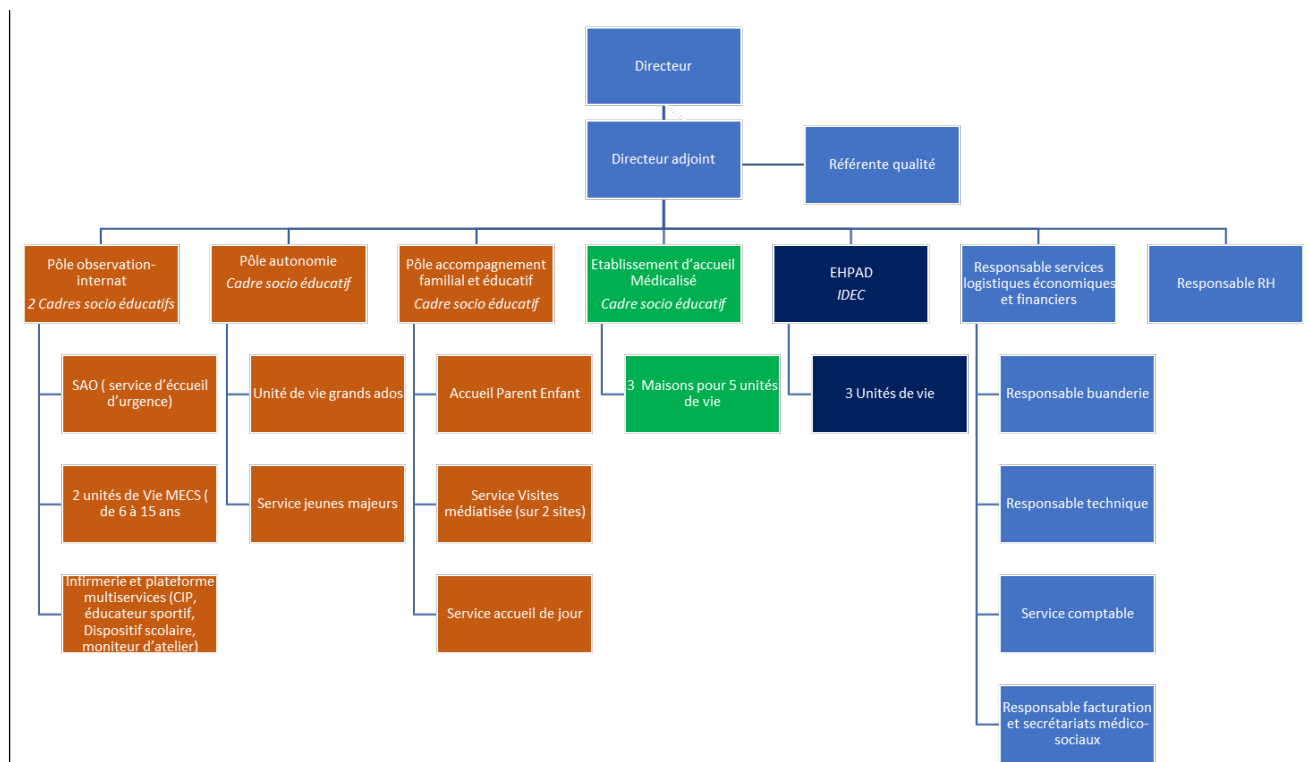 Directeur
Directeur adjoint
Référente qualité
Pôle observation-
internat
2 Cadres socio éducatifs
Pôle autonomie
Cadre socio éducatif
Pôle accompagnement
familial et éducatif
Cadre socio éducatif
Etablissement d'accueil
Médicalisé
Cadre socio éducatif
EHPAD
IDEC
Responsable services
logistiques économiques
et financiers
Responsable RH
SAO ( service d'éccueil
d'urgence)
Unité de vie grands ados
Accueil Parent Enfant
3 Maisons pour 5 unités
de vie
3 Unités de vie
Responsable buanderie
2 unités de Vie MECS (
de 6 à 15 ans
Service jeunes majeurs
Service Visites
médiatisée (sur 2 sites)
Responsable technique
Infirmerie et plateforme
multiservices (CIP,
éducateur sportif,
Dispositif scolaire,
moniteur d'atelier)
Service accueil de jour
Service comptable
Responsable facturation
et secrétariats médico-
sociaux